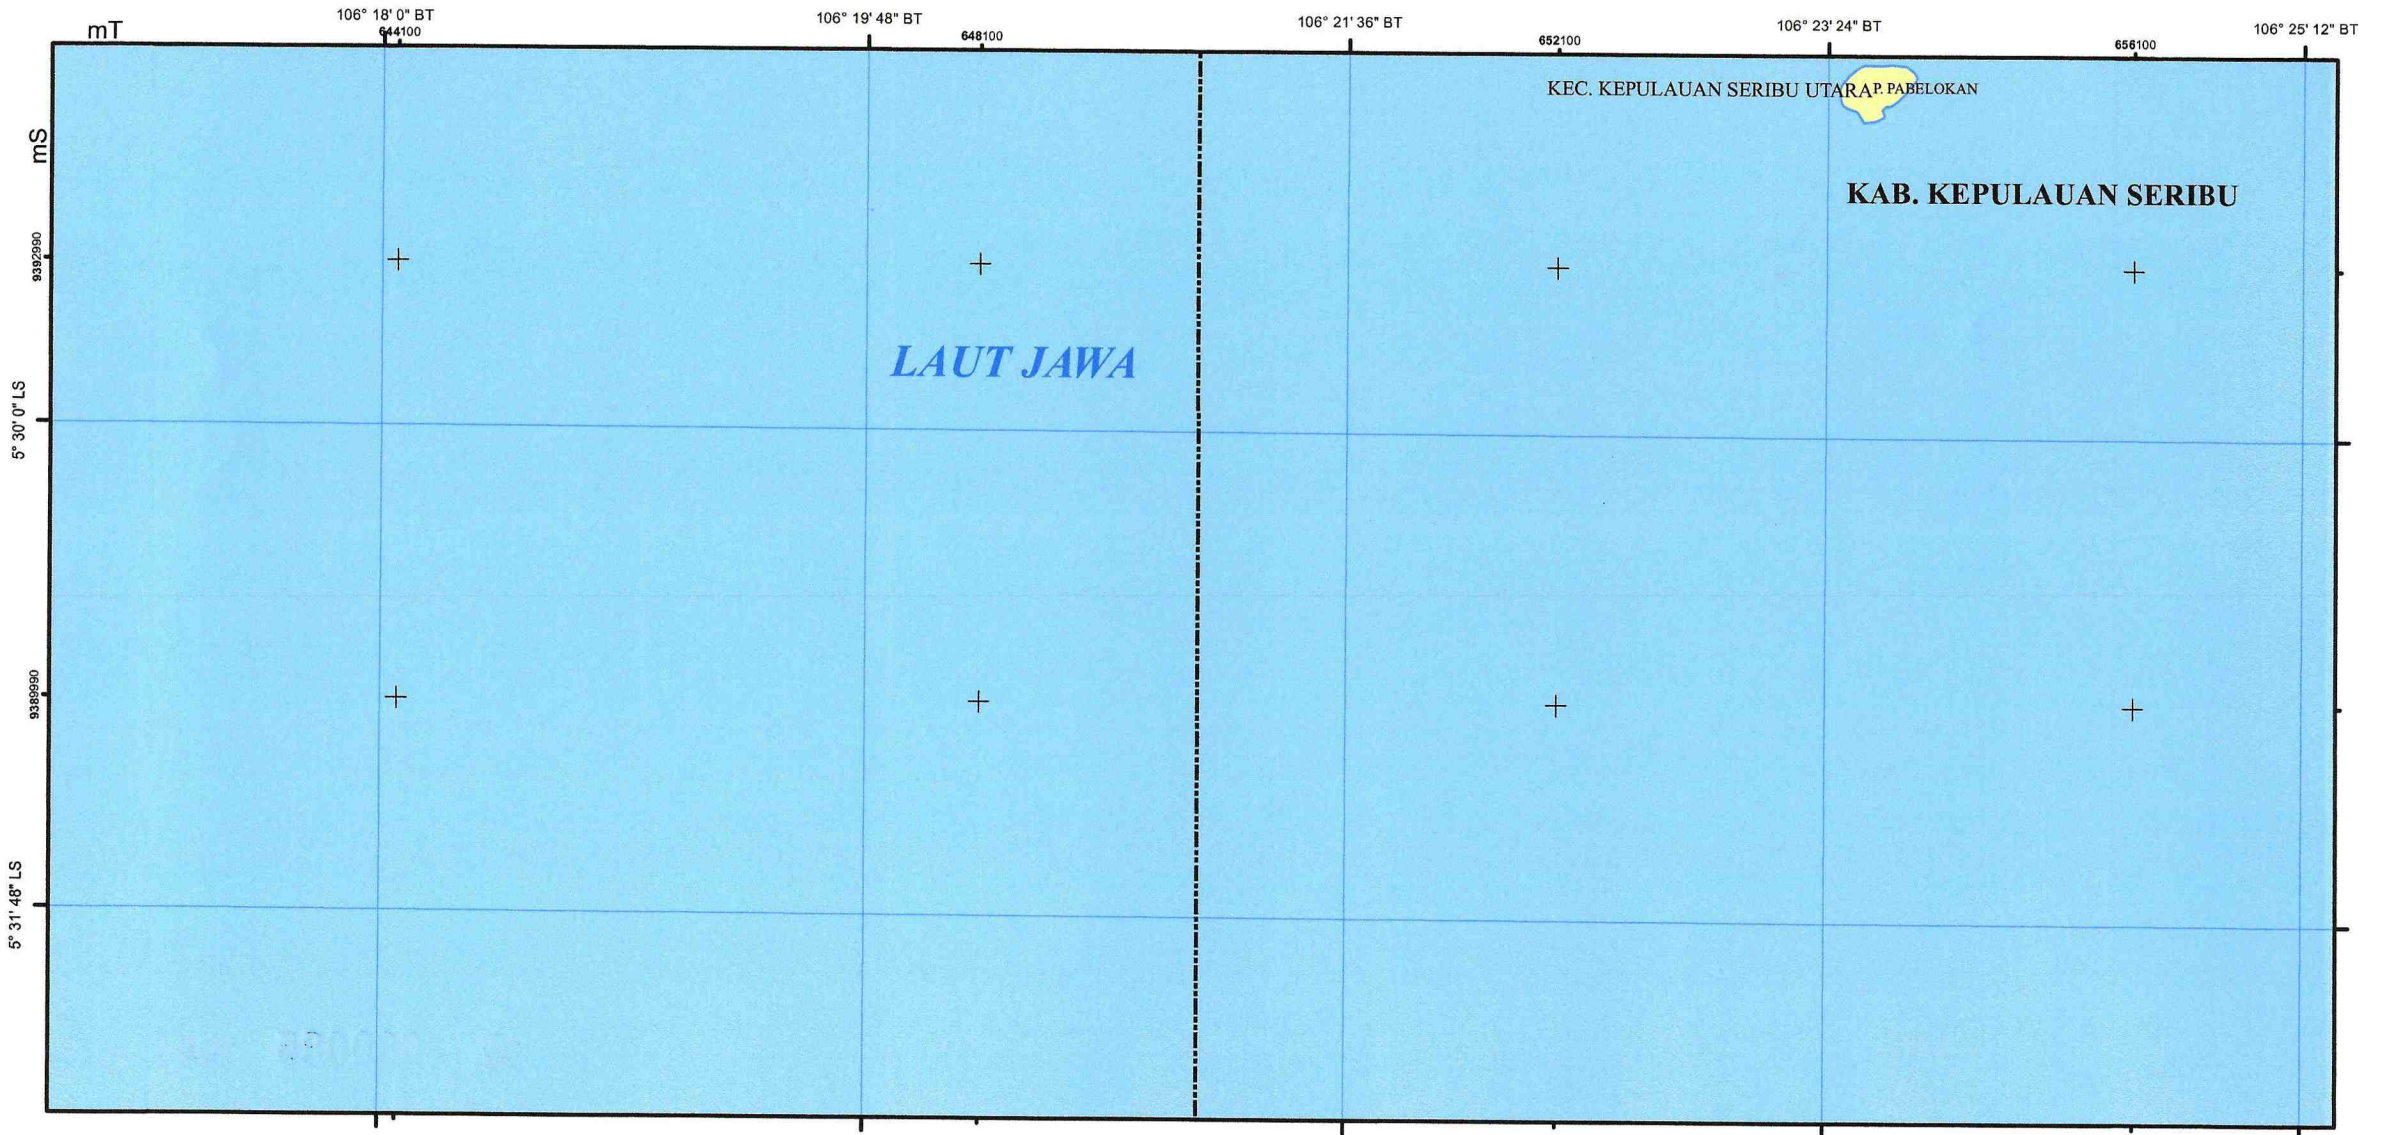 mT
106° 18' 0" BT
106° 19' 48" BT
106° 21' 36" BT
106° 23' 24" BT
106° 25' 12" BT
644100
648100
652100
656100
KEC. KEPULAUAN SERIBU UTARA
P. PABELOKAN
mS
KAB. KEPULAUAN SERIBU
9392990
LAUT JAWA
5° 30' 0" LS
9389990
5° 31' 48" LS